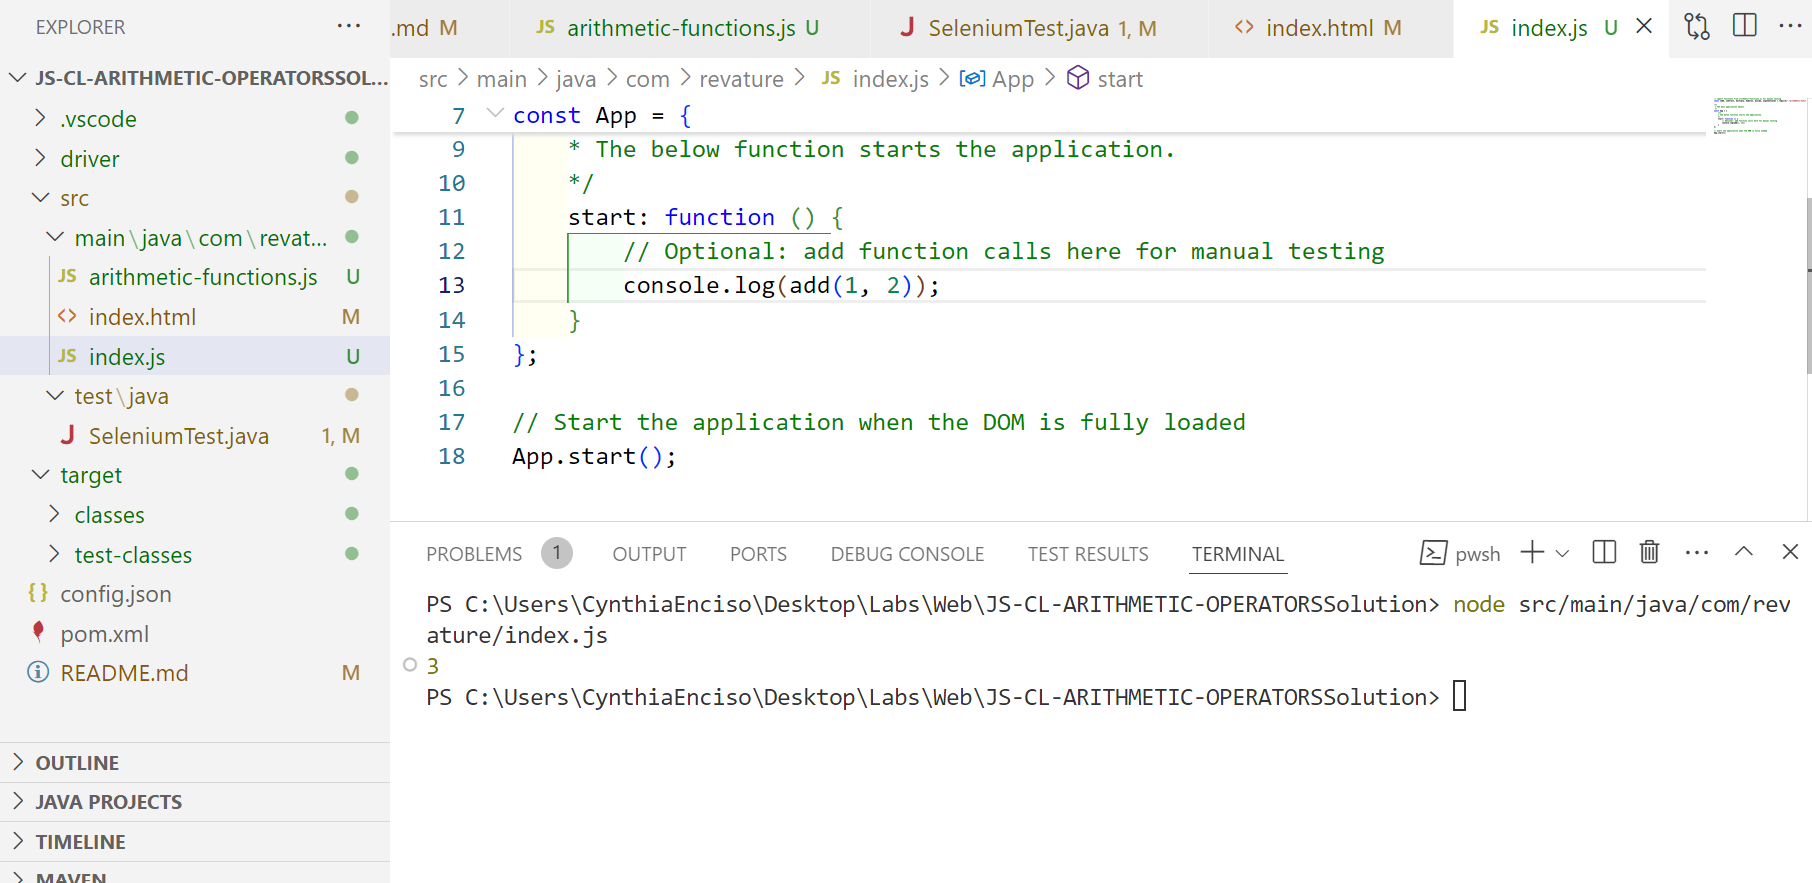 EXPLORER ···
JS-CL-ARITHMETIC-OPERATORSSOL...
.vscode
driver
src
main\java\com\revat...
JS arithmetic-functions.js U
<> index.html M
JS index.js U
test\java
J SeleniumTest.java 1, M
target
classes
test-classes
{} config.json
pom.xml
README.md M
OUTLINE
JAVA PROJECTS
TIMELINE
MAVEN
.md M JS arithmetic-functions.js U J SeleniumTest.java 1, M <> index.html M JS index.js U
src > main > java > com > revature > JS index.js > App > start
7 const App = {
9 * The below function starts the application.
10 */
11 start: function () {
12 // Optional: add function calls here for manual testing
13 console.log(add(1, 2));
14 }
15 };
16
17 // Start the application when the DOM is fully loaded
18 App.start();
PROBLEMS 1 OUTPUT PORTS DEBUG CONSOLE TEST RESULTS TERMINAL pwsh
PS C:\Users\CynthiaEnciso\Desktop\Labs\Web\JS-CL-ARITHMETIC-OPERATORSSolution> node src/main/java/com/rev
ature/index.js
3
PS C:\Users\CynthiaEnciso\Desktop\Labs\Web\JS-CL-ARITHMETIC-OPERATORSSolution>